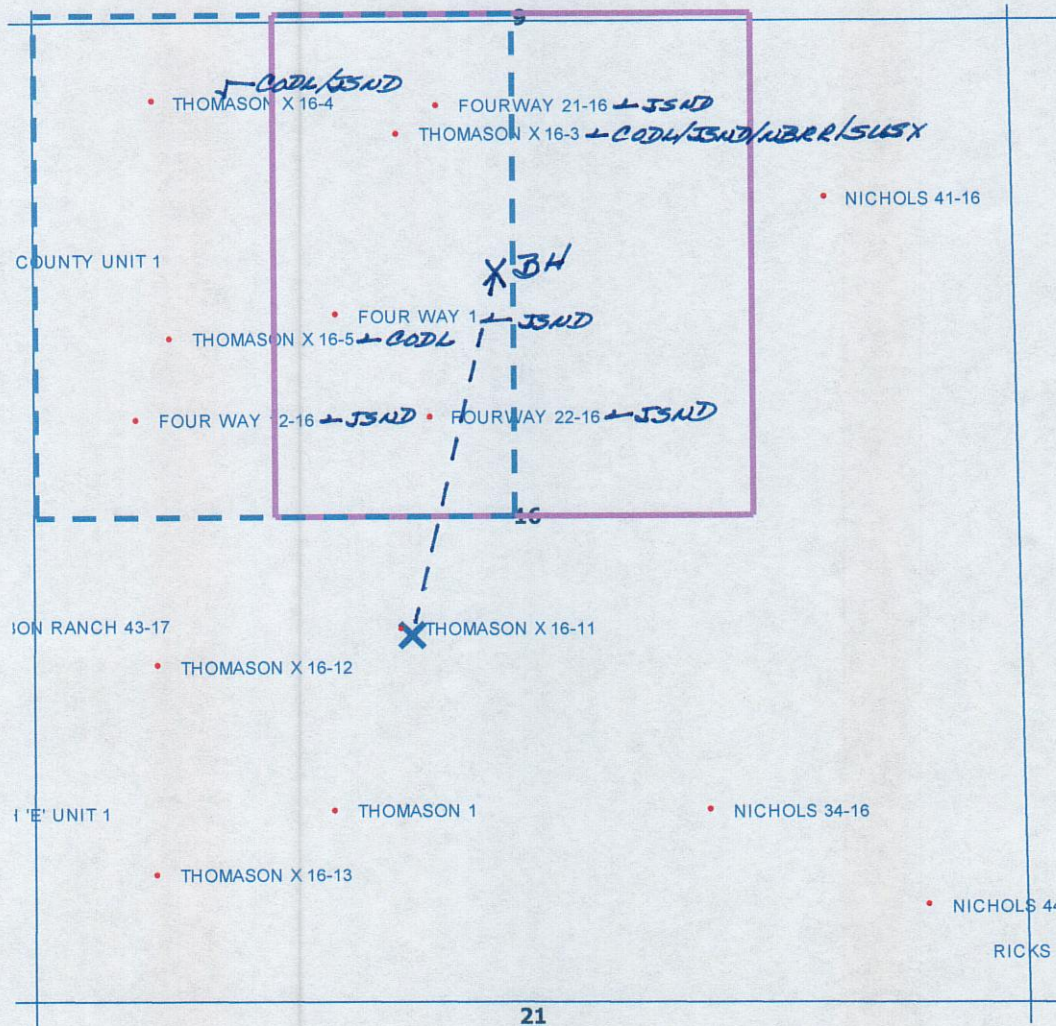 9
CODL/JSND
THOMASON X 16-4
FOURWAY 21-16 JSND
THOMASON X 16-3 CODL/JSND/NBRR/SUSX
NICHOLS 41-16
COUNTY UNIT 1
BH
FOUR WAY 1 JSND
THOMASON X 16-5 CODL
FOUR WAY 12-16 JSND
FOURWAY 22-16 JSND
16
SON RANCH 43-17
THOMASON X 16-11
THOMASON X 16-12
H 'E' UNIT 1
THOMASON 1
NICHOLS 34-16
THOMASON X 16-13
NICHOLS 44
RICKS
21